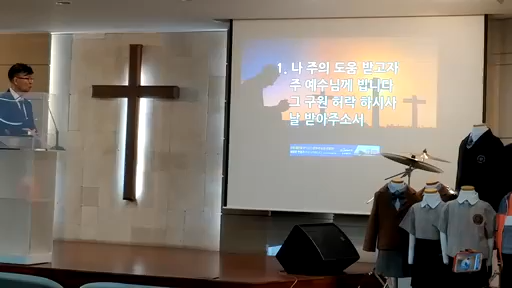 1. 나 주의 도움 받고자
주 예수님께 빕니다
그 구원 허락 하시사
날 받아주소서